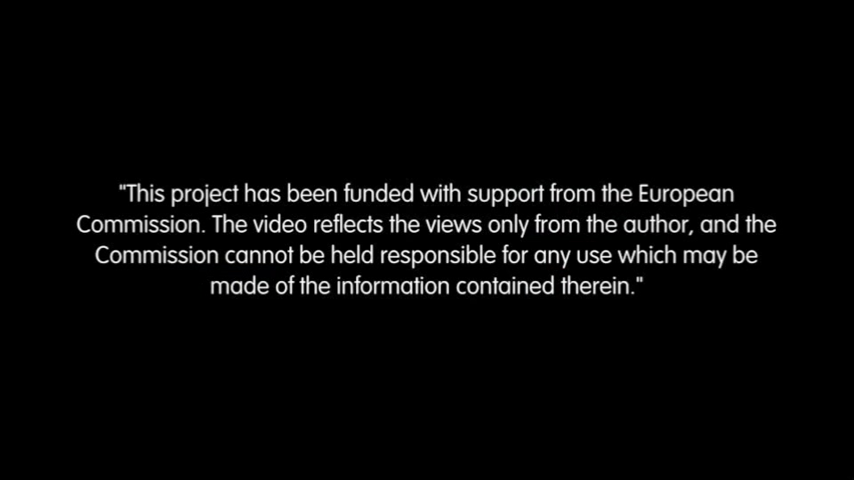 "This project has been funded with support from the European
Commission. The video reflects the views only from the author, and the
Commission cannot be held responsible for any use which may be
made of the information contained therein."